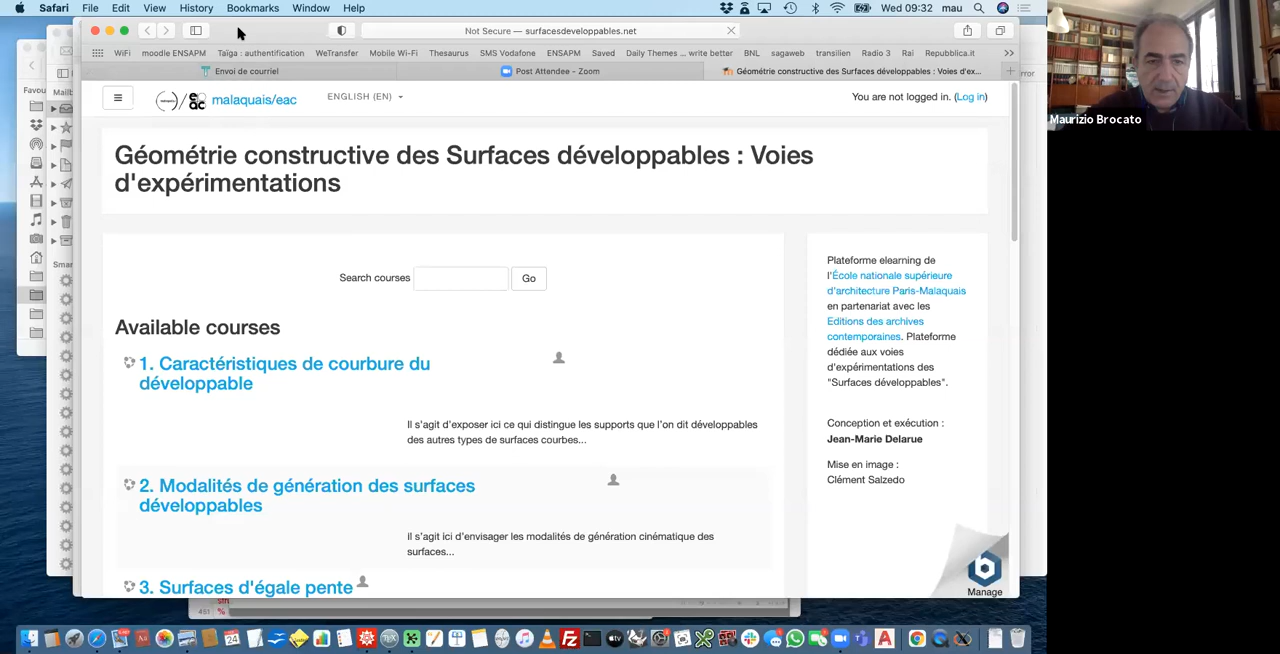 Safari File Edit View History Bookmarks Window Help
Wed 09:32 mau
Not Secure — surfacesdeveloppables.net
WiFi moodle ENSAPM Taïga : authentification WeTransfer Mobile Wi-Fi Thesaurus SMS Vodafone ENSAPM Saved Daily Themes ... write better BNL sagaweb transilien Radio 3 Rai Repubblica.it
Envoi de courriel
Post Attendee - Zoom
Géométrie constructive des Surfaces développables : Voies d'ex...
rror
Favou
Mailb
Smar
malaquais/eac
ENGLISH (EN)
You are not logged in. (Log in)
Maurizio Brocato
Géométrie constructive des Surfaces développables : Voies
d'expérimentations
Search courses Go
Available courses
1. Caractéristiques de courbure du
développable
Il s'agit d'exposer ici ce qui distingue les supports que l'on dit développables
des autres types de surfaces courbes...
2. Modalités de génération des surfaces
développables
Il s'agit ici d'envisager les modalités de génération cinématique des
surfaces...
3. Surfaces d'égale pente
Plateforme elearning de
l'École nationale supérieure
d'architecture Paris-Malaquais
en partenariat avec les
Editions des archives
contemporaines. Plateforme
dédiée aux voies
d'expérimentations des
"Surfaces développables".
Conception et exécution :
Jean-Marie Delarue
Mise en image :
Clément Salzedo
Manage
451 %
24